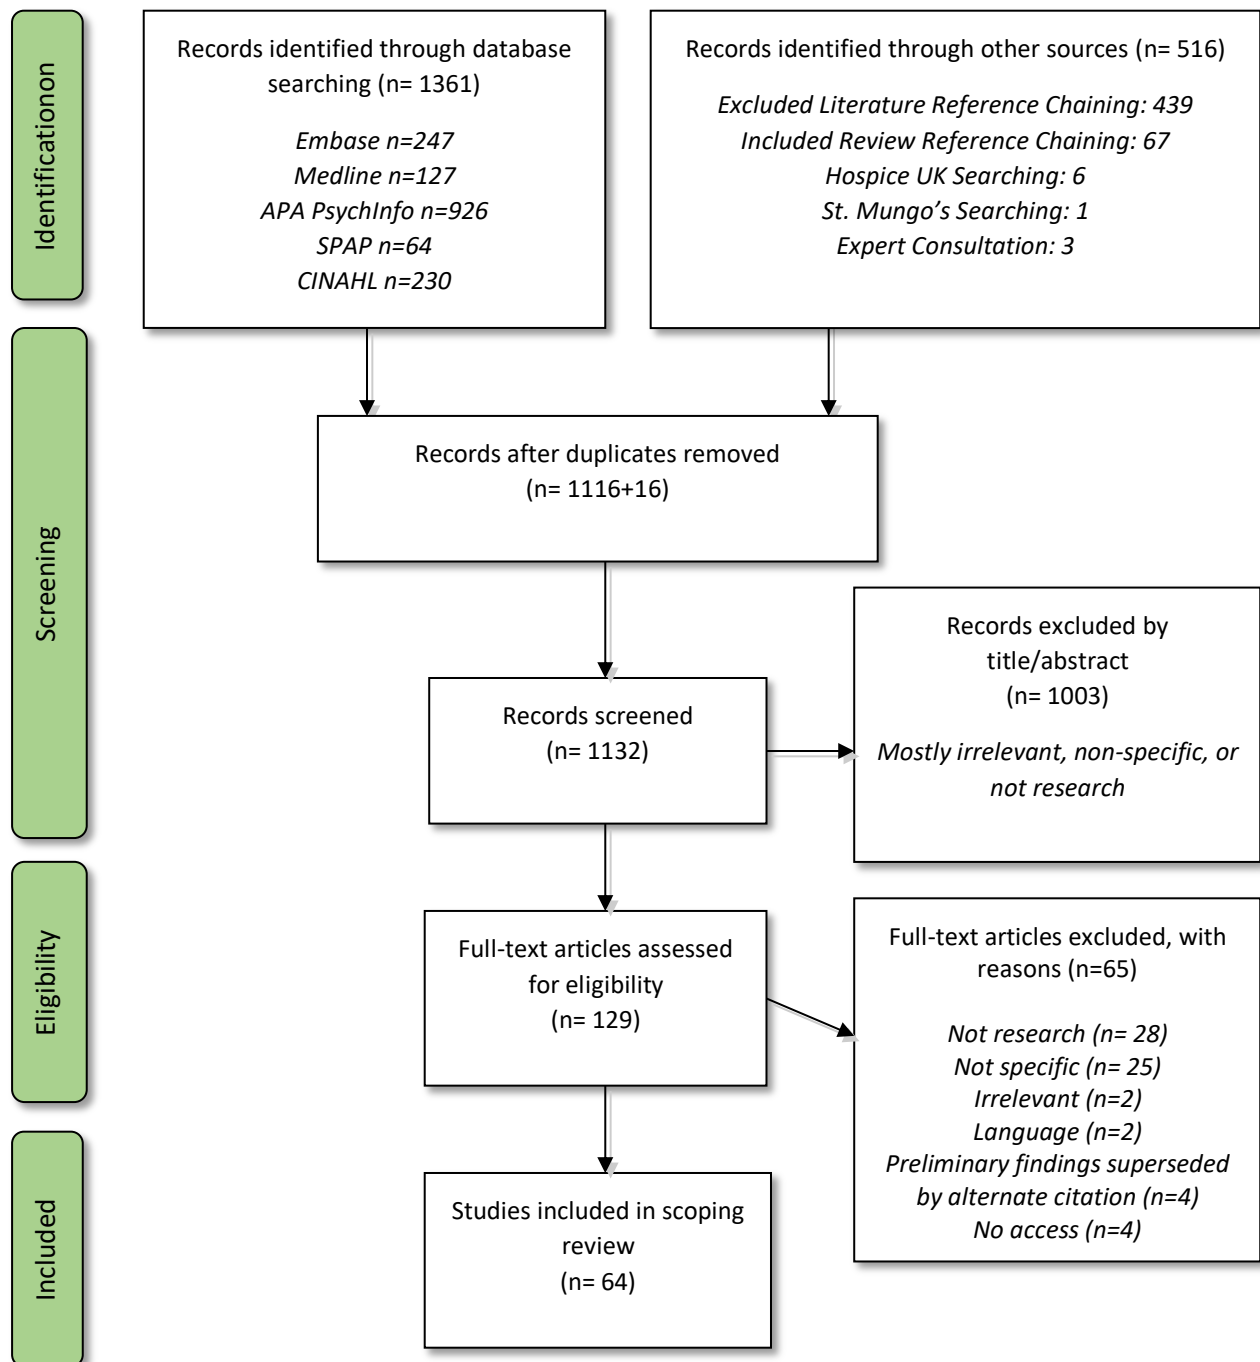 Identificationon
Records identified through database
searching (n= 1361)
Embase n=247
Medline n=127
APA PsychInfo n=926
SPAP n=64
CINAHL n=230
Records identified through other sources (n= 516)
Excluded Literature Reference Chaining: 439
Included Review Reference Chaining: 67
Hospice UK Searching: 6
St. Mungo’s Searching: 1
Expert Consultation: 3
Screening
Records after duplicates removed
(n= 1116+16)
Records screened
(n= 1132)
Records excluded by
title/abstract
(n= 1003)
Mostly irrelevant, non-specific, or
not research
Eligibility
Full-text articles assessed
for eligibility
(n= 129)
Full-text articles excluded, with
reasons (n=65)
Not research (n= 28)
Not specific (n= 25)
Irrelevant (n=2)
Language (n=2)
Preliminary findings superseded
by alternate citation (n=4)
No access (n=4)
Included
Studies included in scoping
review
(n= 64)